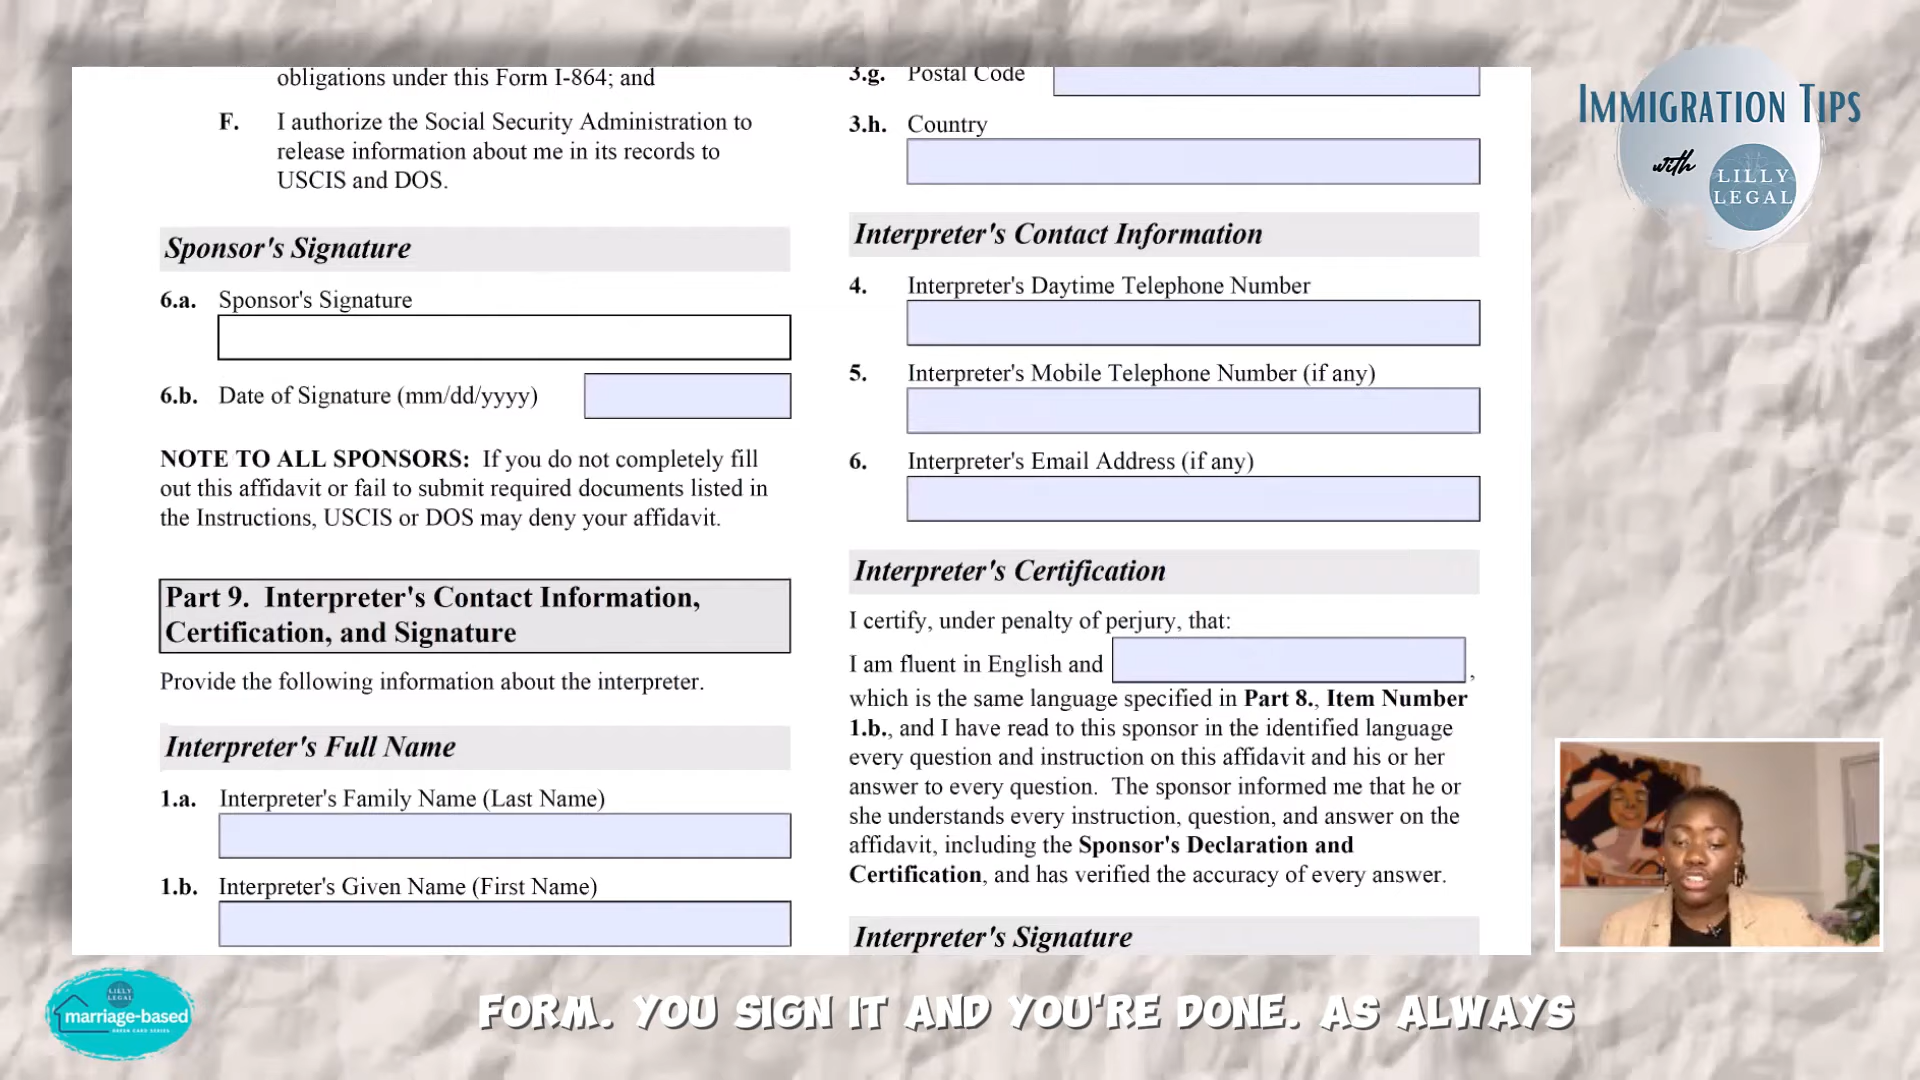 obligations under this Form I-864; and
F. I authorize the Social Security Administration to
release information about me in its records to
USCIS and DOS.
Sponsor's Signature
6.a. Sponsor's Signature
6.b. Date of Signature (mm/dd/yyyy)
NOTE TO ALL SPONSORS: If you do not completely fill
out this affidavit or fail to submit required documents listed in
the Instructions, USCIS or DOS may deny your affidavit.
Part 9. Interpreter's Contact Information,
Certification, and Signature
Provide the following information about the interpreter.
Interpreter's Full Name
1.a. Interpreter's Family Name (Last Name)
1.b. Interpreter's Given Name (First Name)
3.g. Postal Code
3.h. Country
Interpreter's Contact Information
4. Interpreter's Daytime Telephone Number
5. Interpreter's Mobile Telephone Number (if any)
6. Interpreter's Email Address (if any)
Interpreter's Certification
I certify, under penalty of perjury, that:
I am fluent in English and ,
which is the same language specified in Part 8., Item Number
1.b., and I have read to this sponsor in the identified language
every question and instruction on this affidavit and his or her
answer to every question. The sponsor informed me that he or
she understands every instruction, question, and answer on the
affidavit, including the Sponsor's Declaration and
Certification, and has verified the accuracy of every answer.
Interpreter's Signature
IMMIGRATION TIPS
with
LILLY
LEGAL
LILLY
LEGAL
marriage-based
GREEN CARD SERIES
FORM. YOU SIGN IT AND YOU'RE DONE. AS ALWAYS